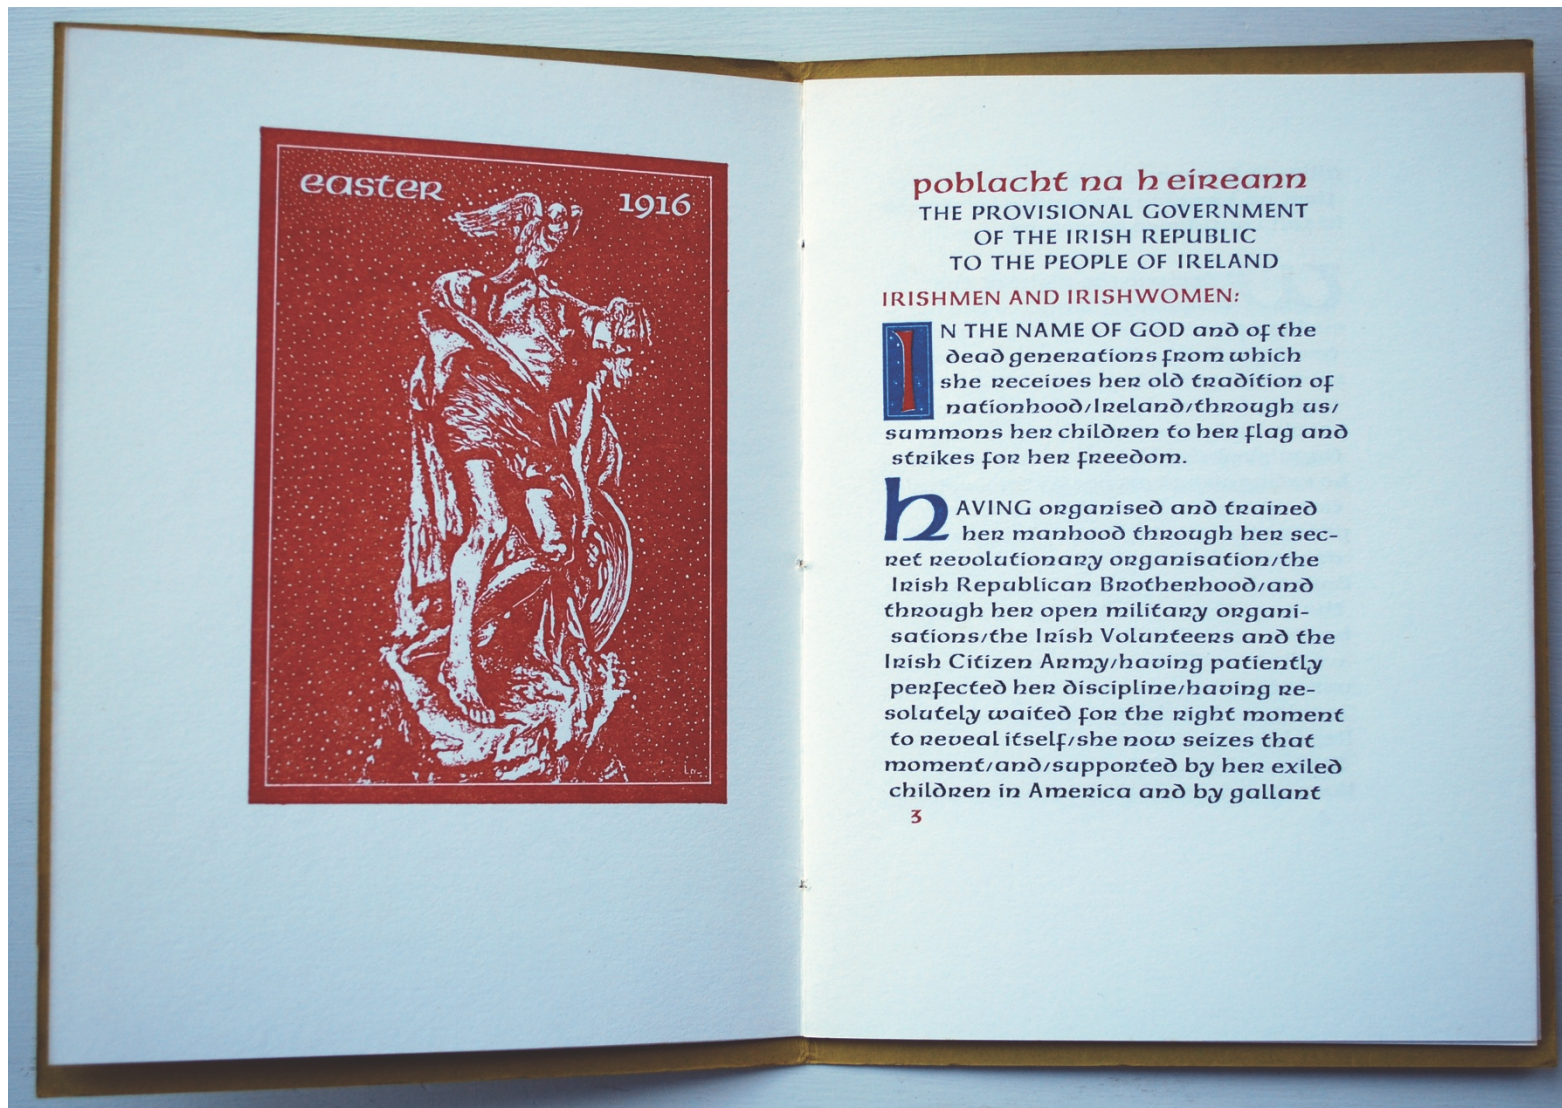 easter 1916
poblacht na h eireann
THE PROVISIONAL GOVERNMENT
OF THE IRISH REPUBLIC
TO THE PEOPLE OF IRELAND
IRISHMEN AND IRISHWOMEN:
IN THE NAME OF GOD and of the
dead generations from which
she receives her old tradition of
nationhood/Ireland/through us/
summons her children to her flag and
strikes for her freedom.
hAVING organised and trained
her manhood through her sec-
ret revolutionary organisation/the
Irish Republican Brotherhood/and
through her open military organi-
sations/the Irish Volunteers and the
Irish Citizen Army/having patiently
perfected her discipline/having re-
solutely waited for the right moment
to reveal itself/she now seizes that
moment/and/supported by her exiled
children in America and by gallant
3